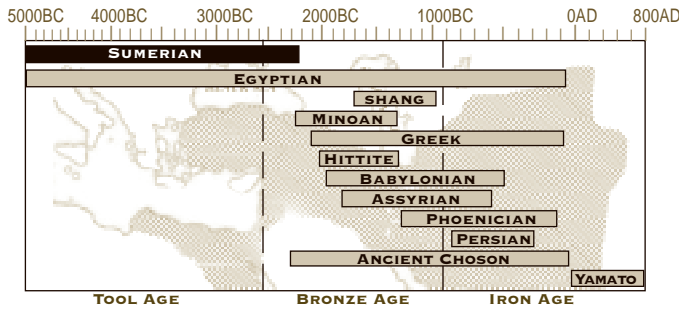 5000BC 4000BC 3000BC 2000BC 1000BC 0AD 800AD
SUMERIAN
EGYPTIAN
SHANG
MINOAN
GREEK
HITTITE
BABYLONIAN
ASSYRIAN
PHOENICIAN
PERSIAN
ANCIENT CHOSON
YAMATO
TOOL AGE BRONZE AGE IRON AGE